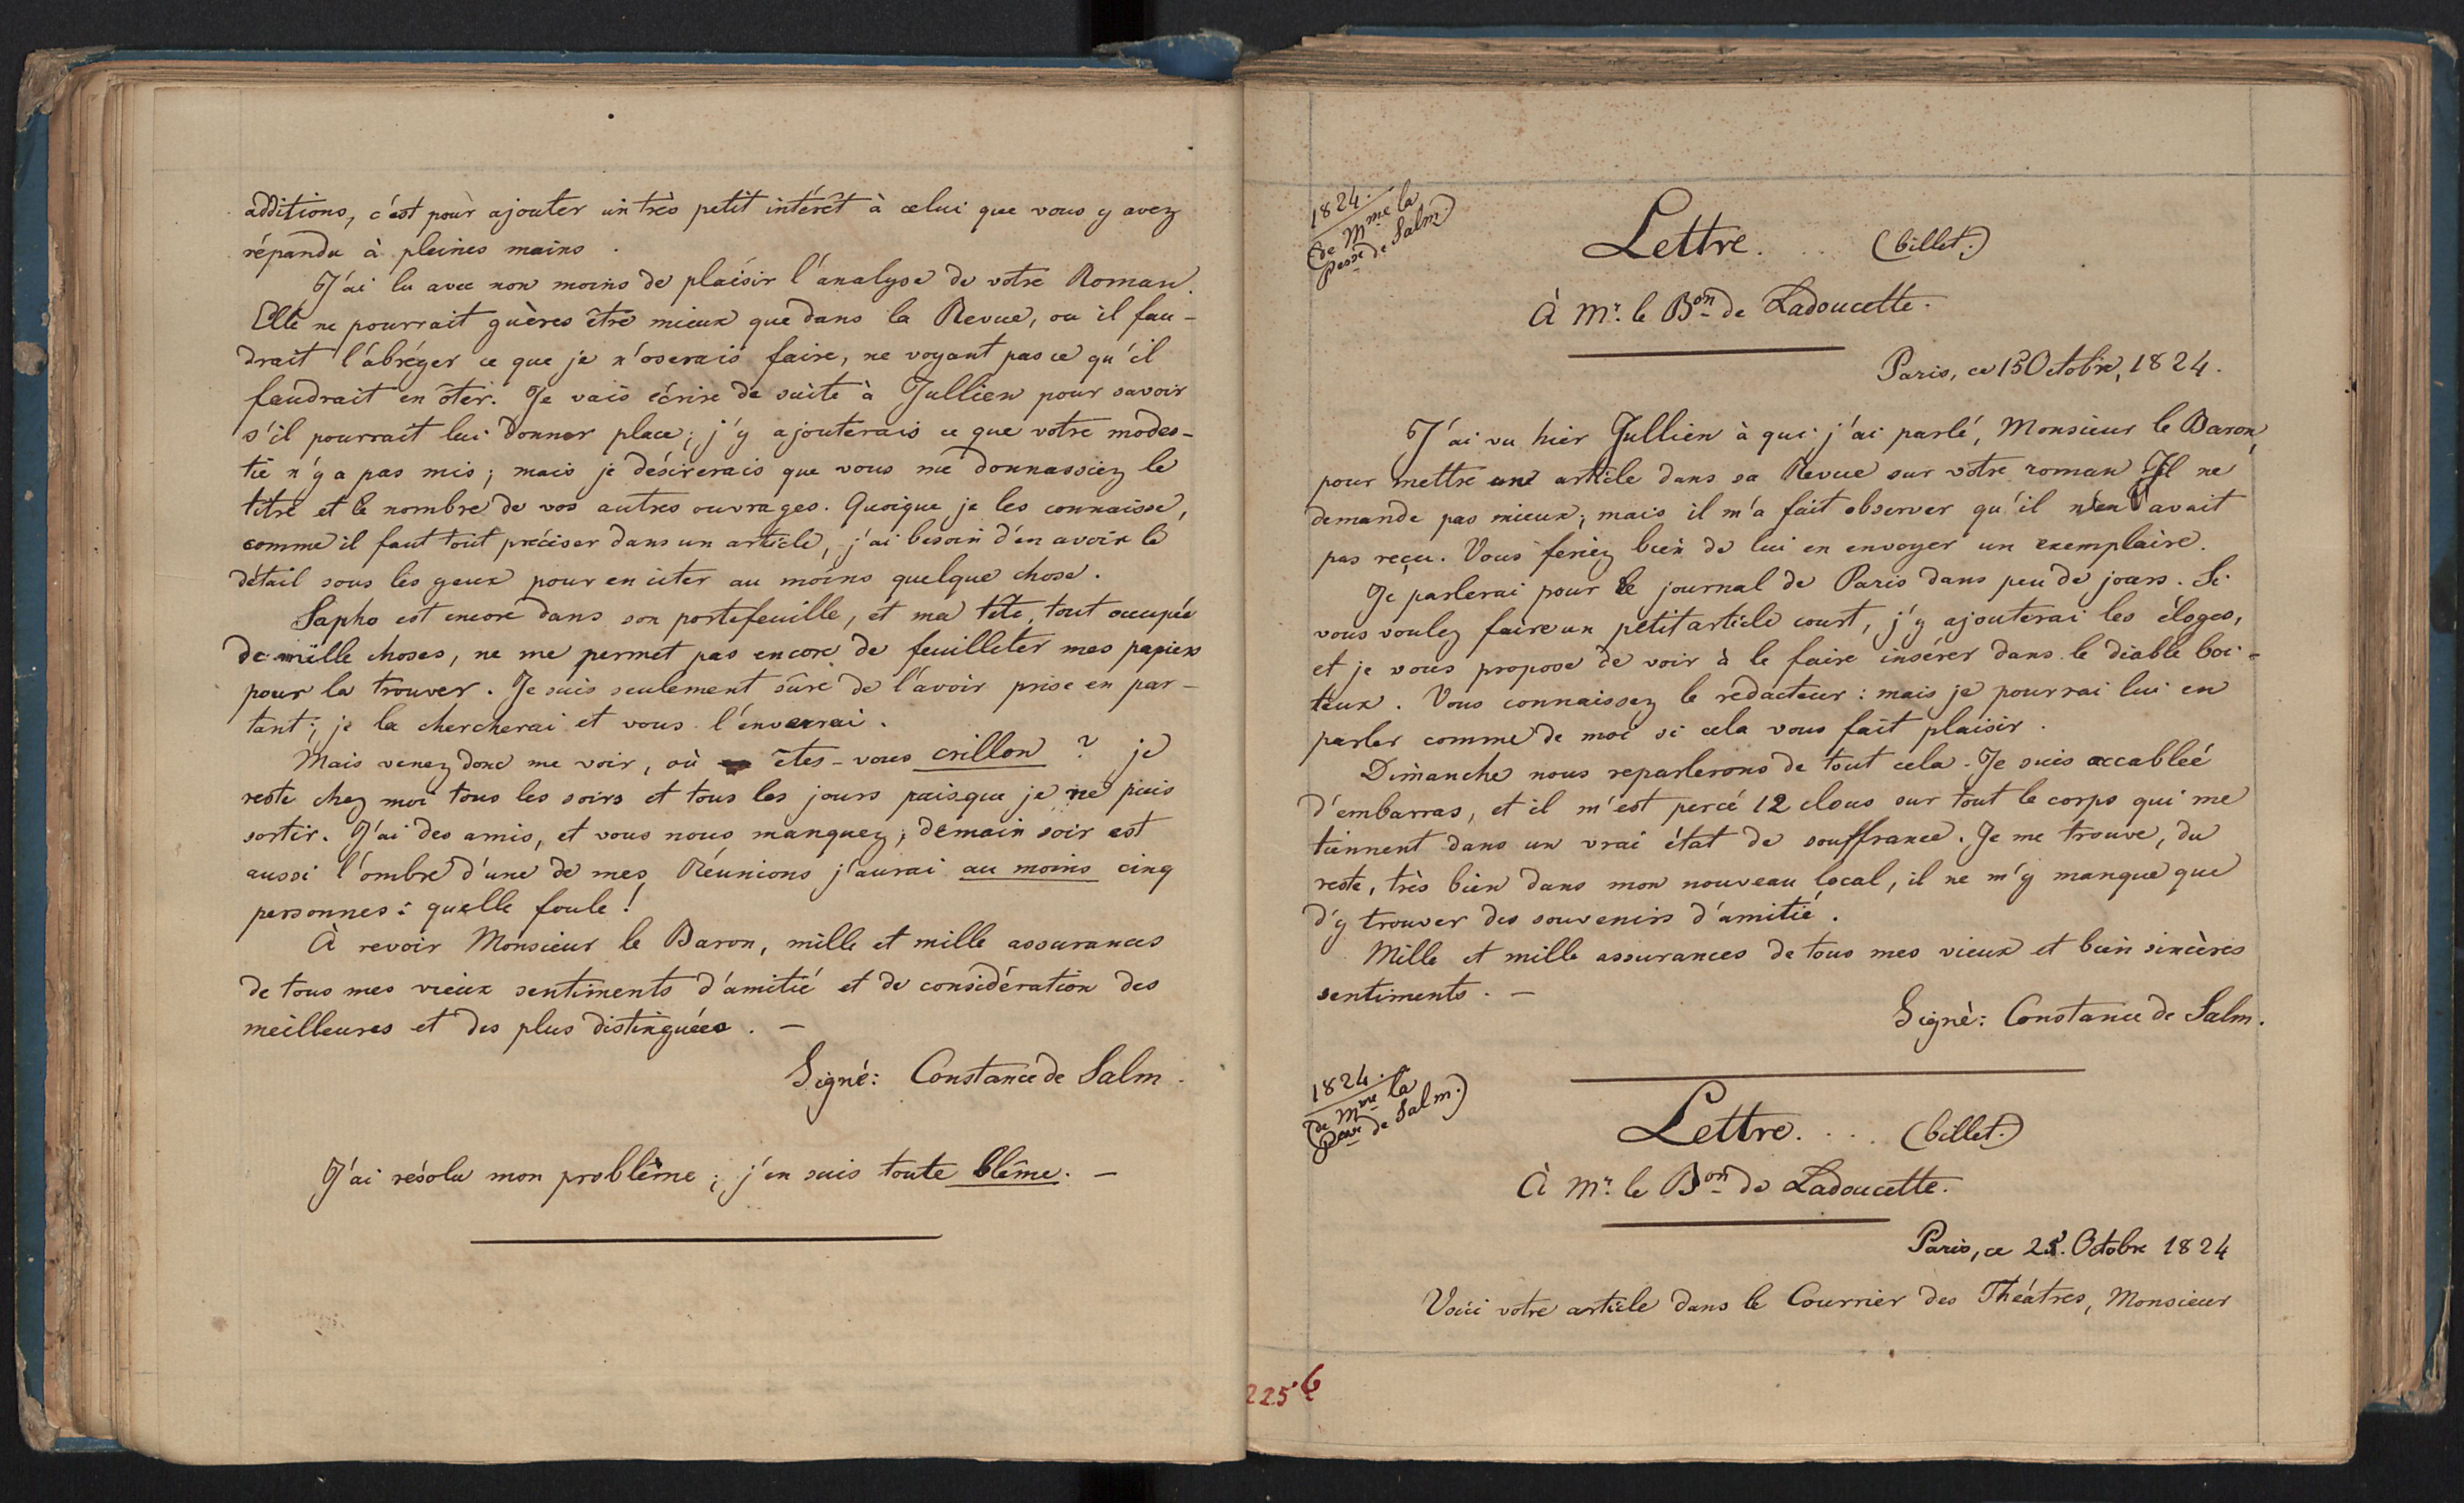 additions, c'est pour ajouter un très petit intérêt à celui que vous y avez
répandu à pleines mains.
J'ai lu avec non moins de plaisir l'analyse de votre Roman.
Elle ne pourrait guères être mieux que dans la Revue, ou il fau-
drait l'abréger ce que je n'oserais faire, ne voyant pas ce qu'il
faudrait en ôter. Je vais écrire de suite à Jullien pour savoir
s'il pourrait lui donner place; j'y ajouterais ce que votre modes-
tie n'y a pas mis; mais je désirerais que vous me donnassiez le
titre et le nombre de vos autres ouvrages. Quoique je les connaisse,
comme il faut tout préciser dans un article, j'ai besoin d'en avoir le
détail sous les yeux pour en citer au moins quelque chose.
Sapho est encore dans son portefeuille, et ma tête, tout occupée
de mille choses, ne me permet pas encore de feuilleter mes papiers
pour la trouver. Je suis seulement sûre de l'avoir prise en par-
tant; je la chercherai et vous l'enverrai.
Mais venez donc me voir, où êtes-vous crillon? je
reste chez moi tous les soirs et tous les jours puisque je ne puis
sortir. J'ai des amis, et vous nous manquez; demain soir est
aussi l'ombre d'une de mes Réunions j'aurai au moins cinq
personnes: quelle foule!
À revoir Monsieur le Baron, mille et mille assurances
de tous mes vieux sentiments d'amitié et de considération des
meilleures et des plus distinguées. —
Signé: Constance de Salm.
J'ai résolu mon problême; j'en suis toute blême. —
1824.
(de Mme la
Pesse de Salm.)
Lettre. . . (billet.)
À Mr. le Bon de Ladoucette.
Paris, ce 15 Octobre, 1824.
J'ai vu hier Jullien à qui j'ai parlé, Monsieur le Baron,
pour mettre une article dans sa Revue sur votre roman Il ne
demande pas mieux; mais il m'a fait observer qu'il n'en avait
pas reçu. Vous feriez bien de lui en envoyer un exemplaire.
Je parlerai pour le journal de Paris dans peu de jours. Si
vous voulez faire un petit article court, j'y ajouterai les éloges,
et je vous propose de voir à le faire insérer dans le diable boi-
teux. Vous connaissez le rédacteur: mais je pourrai lui en
parler comme de moi si cela vous fait plaisir.
Dimanche nous reparlerons de tout cela. Je suis accablée
d'embarras, et il m'est percé 12 clous sur tout le corps qui me
tiennent dans un vrai état de souffrance. Je me trouve, du
reste, très bien dans mon nouveau local, il ne m'y manque que
d'y trouver des souvenirs d'amitié.
Mille et mille assurances de tous mes vieux et bien sincères
sentiments. —
Signé: Constance de Salm.
1824.
(de Mme la
Pesse de Salm.)
Lettre. . . . (billet.)
À Mr. le Bon de Ladoucette.
Paris, ce Octobre 1824
Voici votre article dans le Courrier des Théâtres, Monsieur
225.6